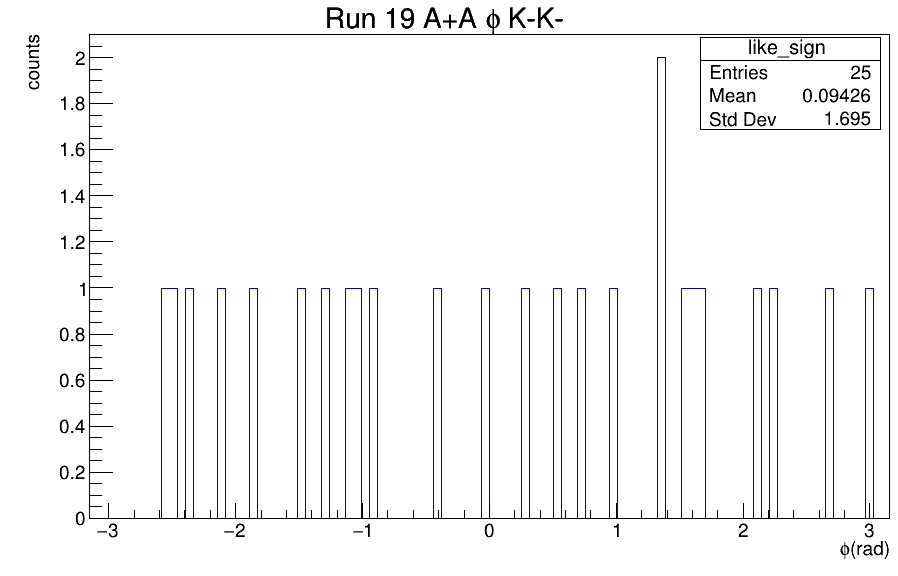 Run 19 A+A ϕ K-K-
counts
like_sign
Entries 25
Mean 0.09426
Std Dev 1.695
2
1.8
1.6
1.4
1.2
1
0.8
0.6
0.4
0.2
0
−3 −2 −1 0 1 2 3
ϕ(rad)